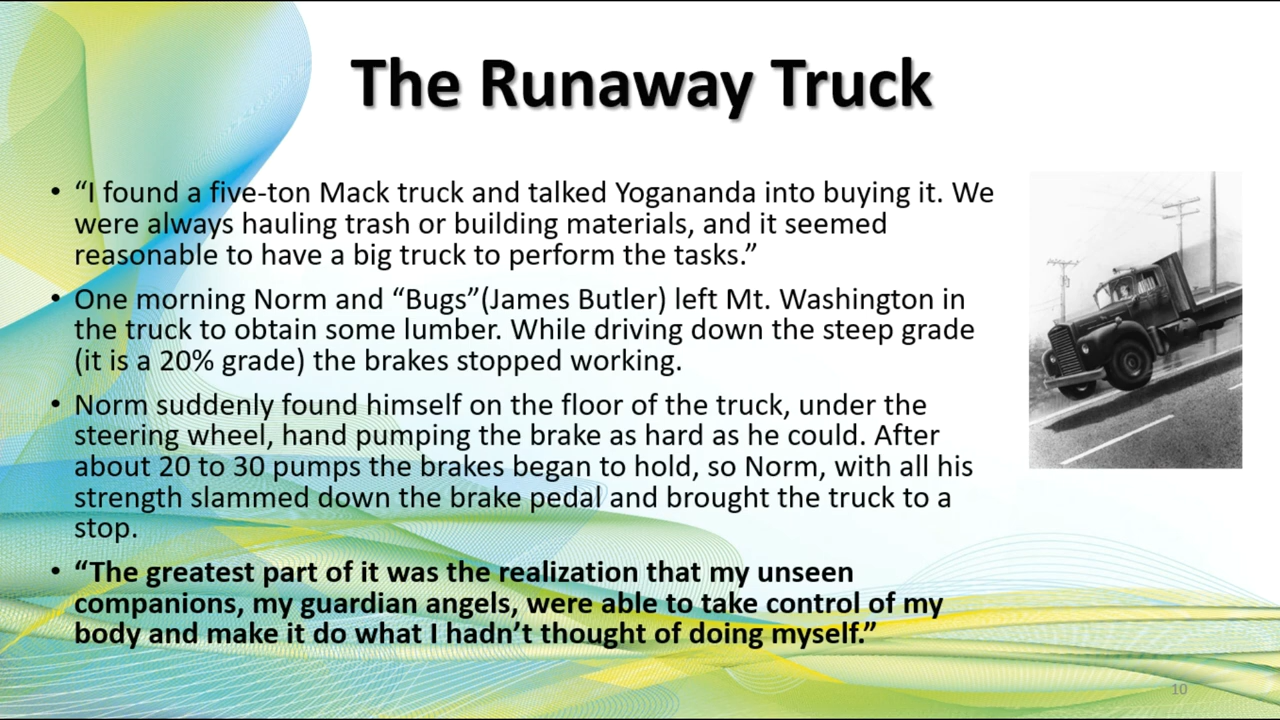 The Runaway Truck
• “I found a five-ton Mack truck and talked Yogananda into buying it. We
were always hauling trash or building materials, and it seemed
reasonable to have a big truck to perform the tasks.”
• One morning Norm and “Bugs”(James Butler) left Mt. Washington in
the truck to obtain some lumber. While driving down the steep grade
(it is a 20% grade) the brakes stopped working.
• Norm suddenly found himself on the floor of the truck, under the
steering wheel, hand pumping the brake as hard as he could. After
about 20 to 30 pumps the brakes began to hold, so Norm, with all his
strength slammed down the brake pedal and brought the truck to a
stop.
• “The greatest part of it was the realization that my unseen
companions, my guardian angels, were able to take control of my
body and make it do what I hadn’t thought of doing myself.”
10